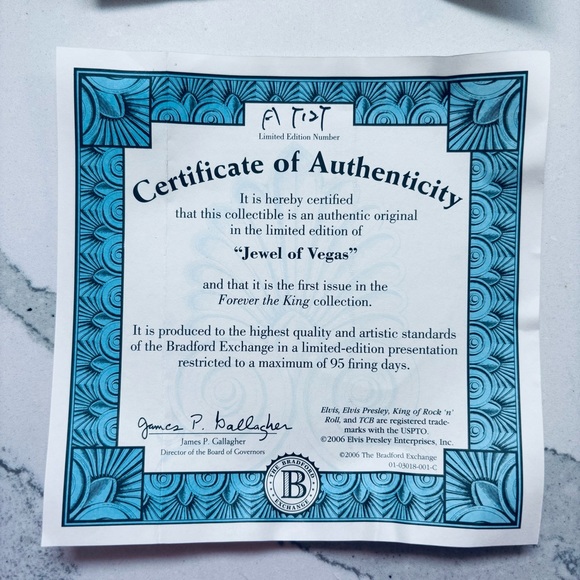 Limited Edition Number
Certificate of Authenticity
It is hereby certified
that this collectible is an authentic original
in the limited edition of
“Jewel of Vegas”
and that it is the first issue in the
Forever the King collection.
It is produced to the highest quality and artistic standards
of the Bradford Exchange in a limited-edition presentation
restricted to a maximum of 95 firing days.
James P. Gallagher
James P. Gallagher
Director of the Board of Governors
Elvis, Elvis Presley, King of Rock 'n'
Roll, and TCB are registered trade-
marks with the USPTO.
©2006 Elvis Presley Enterprises, Inc.
©2006 The Bradford Exchange
01-03018-001-C
THE BRADFORD
B
EXCHANGE